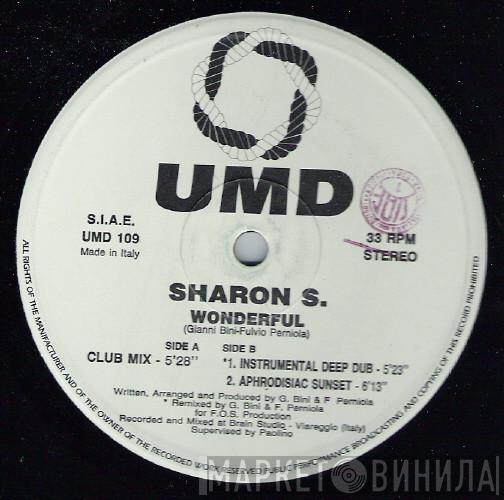 UMD
S.I.A.E.
UMD 109
Made in Italy
33 RPM
STEREO
SHARON S.
WONDERFUL
(Gianni Bini-Fulvio Perniola)
SIDE A
CLUB MIX - 5'28"
SIDE B
*1. INSTRUMENTAL DEEP DUB - 5'23"
2. APHRODISIAC SUNSET - 6'13"
Written, Arranged and Produced by G. Bini & F. Perniola
* Remixed by G. Bini & F. Perniola
for F.O.S. Production
Recorded and Mixed at Brain Studio - Viareggio (Italy)
Supervised by Paolino
ALL RIGHTS OF THE MANIFACTURER AND OF THE OWNER OF THE RECORDED WORK RESERVED PUBLIC PERFORMANCE BROADCASTING AND COPYING OF THIS RECORD PROHIBITED
МАРКЕТ ВИНИЛА